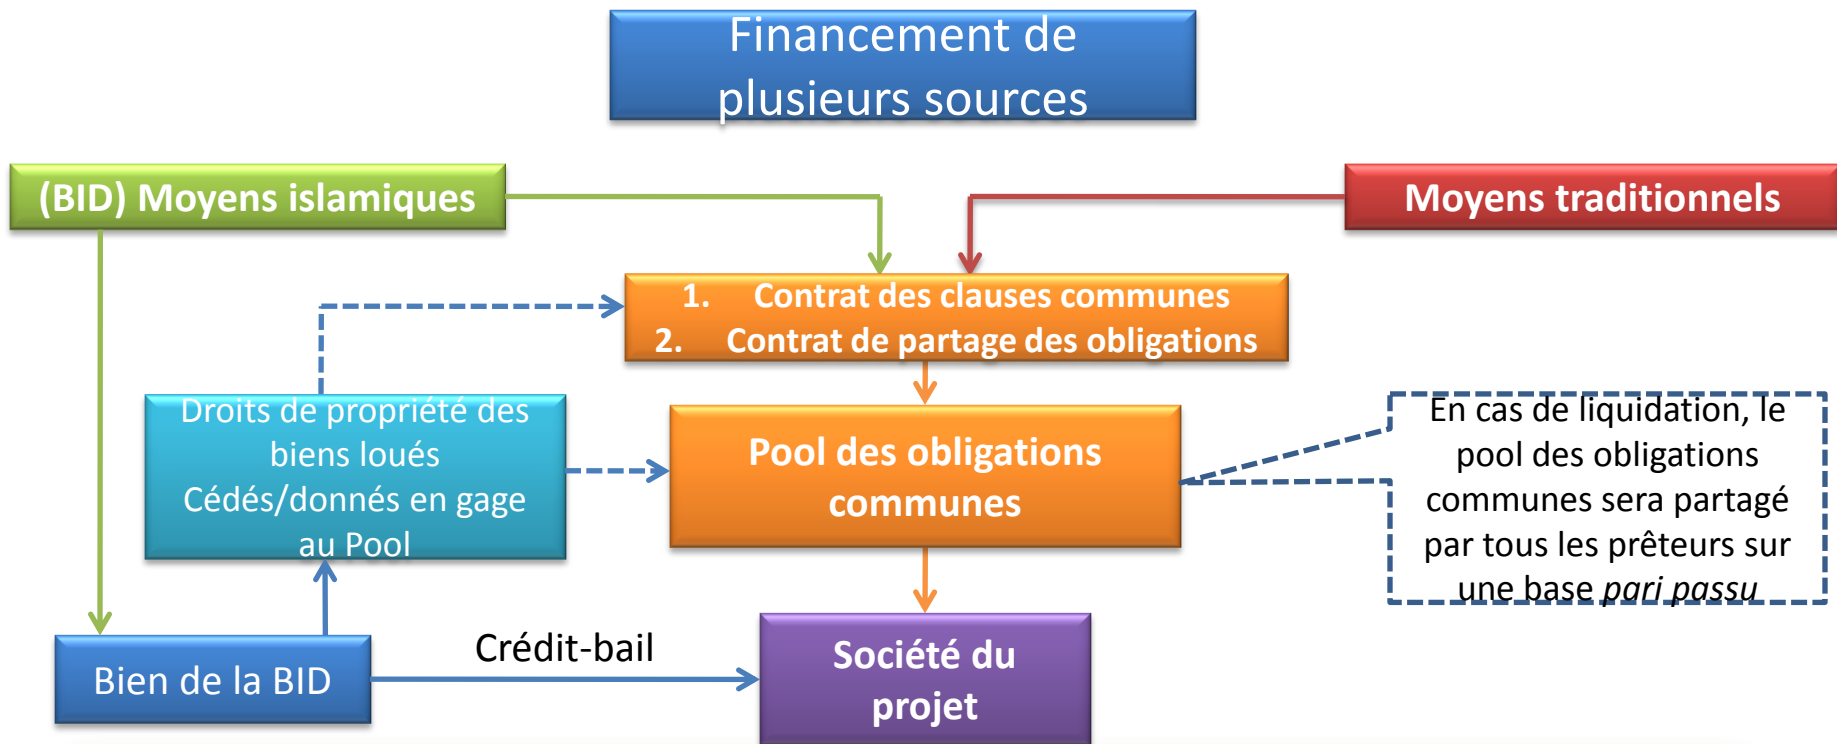 Financement de
plusieurs sources
(BID) Moyens islamiques
Moyens traditionnels
1. Contrat des clauses communes
2. Contrat de partage des obligations
Droits de propriété des
biens loués
Cédés/donnés en gage
au Pool
Pool des obligations
communes
En cas de liquidation, le
pool des obligations
communes sera partagé
par tous les prêteurs sur
une base pari passu
Bien de la BID
Crédit-bail
Société du
projet